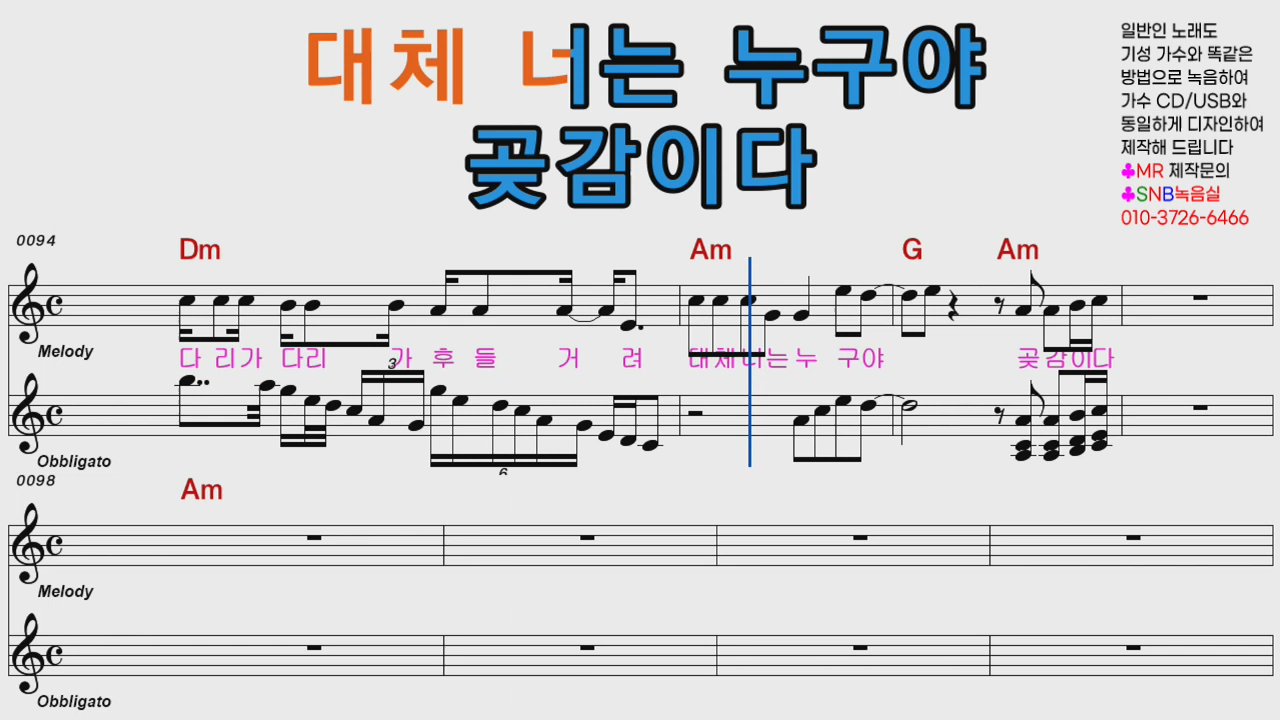 대체 너는 누구야
곶감이다
일반인 노래도
기성 가수와 똑같은
방법으로 녹음하여
가수 CD/USB와
동일하게 디자인하여
제작해 드립니다
♣MR 제작문의
♣SNB녹음실
010-3726-6466
0094
Dm Am G Am
Melody
다 리가 다리 가 후 들 거 려 대체너는누 구야 곶감이다
3
Obbligato
6
0098
Am
Melody
Obbligato